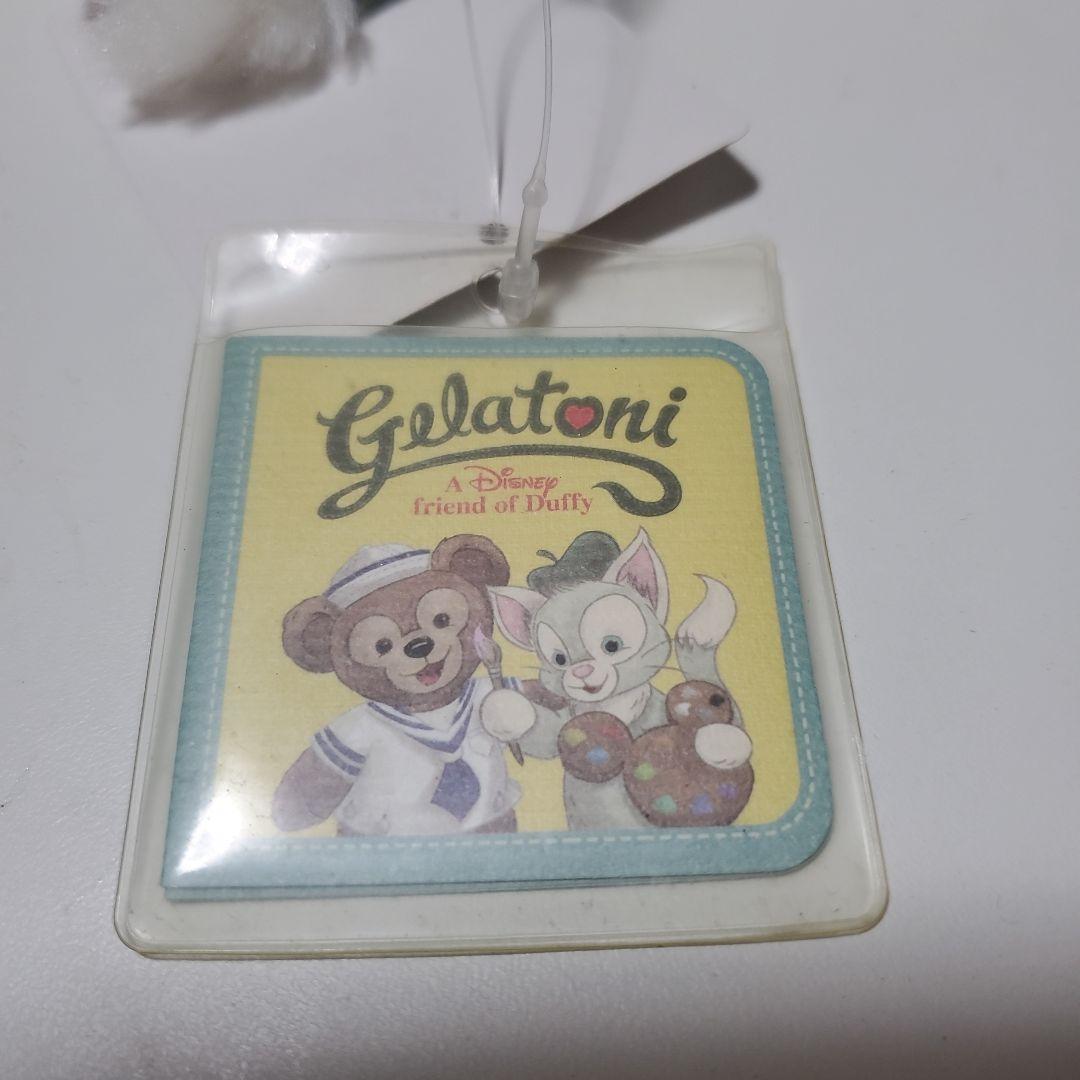 Gelatoni
A Disney
friend of Duffy